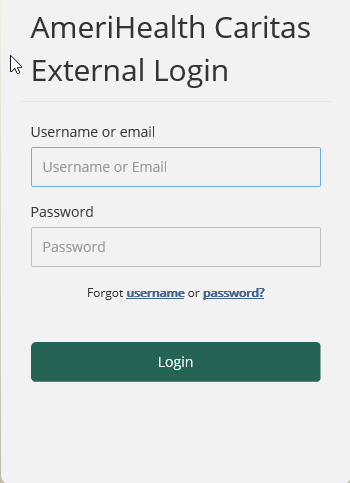 AmeriHealth Caritas
External Login
Username or email
Username or Email
Password
Password
Forgot username or password?
Login